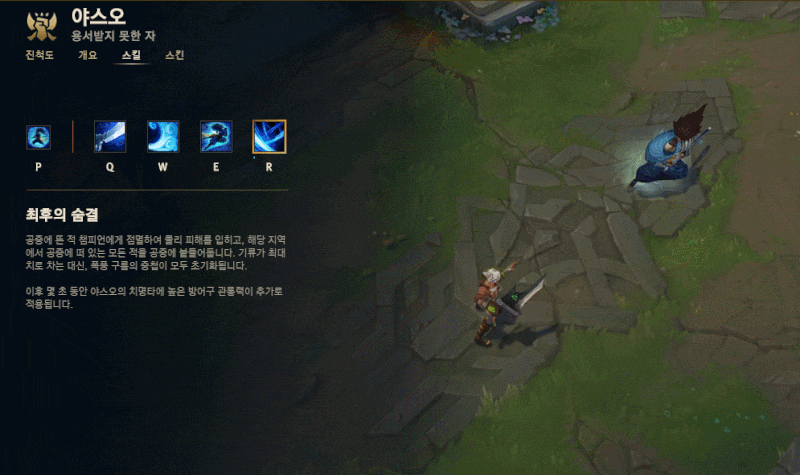 야스오
용서받지 못한 자
진척도 개요 스킬 스킨
P Q W E R
최후의 숨결
공중에 뜬 적 챔피언에게 점멸하여 물리 피해를 입히고, 해당 지역
에서 공중에 떠 있는 모든 적을 공중에 붙들어둡니다. 기류가 최대
치로 차는 대신, 폭풍 구름의 중첩이 모두 초기화됩니다.
이후 몇 초 동안 야스오의 치명타에 높은 방어구 관통력이 추가로
적용됩니다.